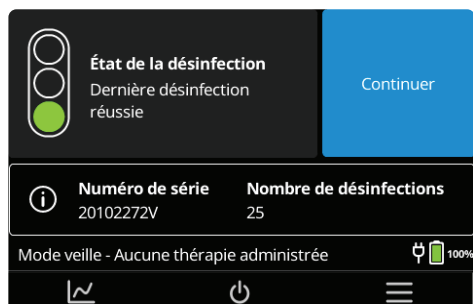 État de la désinfection
Dernière désinfection
réussie
Continuer
Numéro de série
20102272V
Nombre de désinfections
25
Mode veille - Aucune thérapie administrée
100%